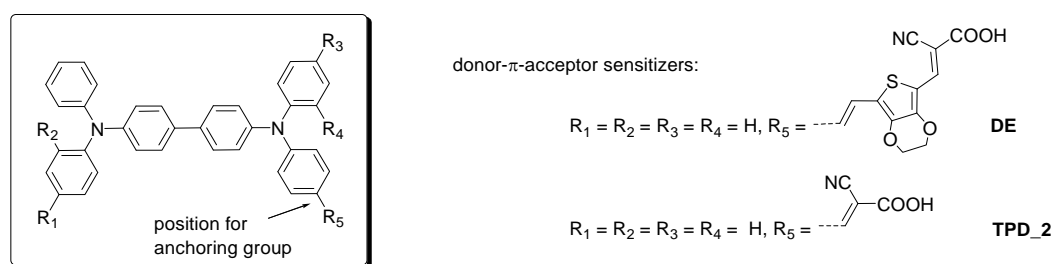 R3
N
R2
N
R4
R1
R5
position for
anchoring group
donor-π-acceptor sensitizers:
NC
COOH
S
R1 = R2 = R3 = R4 = H, R5 =
O
O
DE
NC
COOH
R1 = R2 = R3 = R4 = H, R5 =
TPD_2